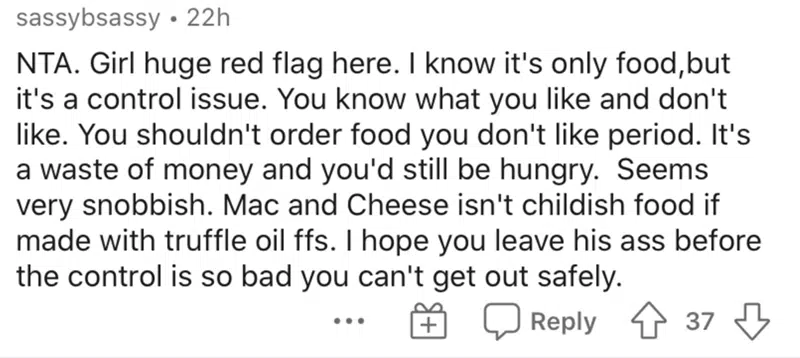 sassybsassy • 22h
NTA. Girl huge red flag here. I know it's only food,but
it's a control issue. You know what you like and don't
like. You shouldn't order food you don't like period. It's
a waste of money and you'd still be hungry.  Seems
very snobbish. Mac and Cheese isn't childish food if
made with truffle oil ffs. I hope you leave his ass before
the control is so bad you can't get out safely.
Reply 37